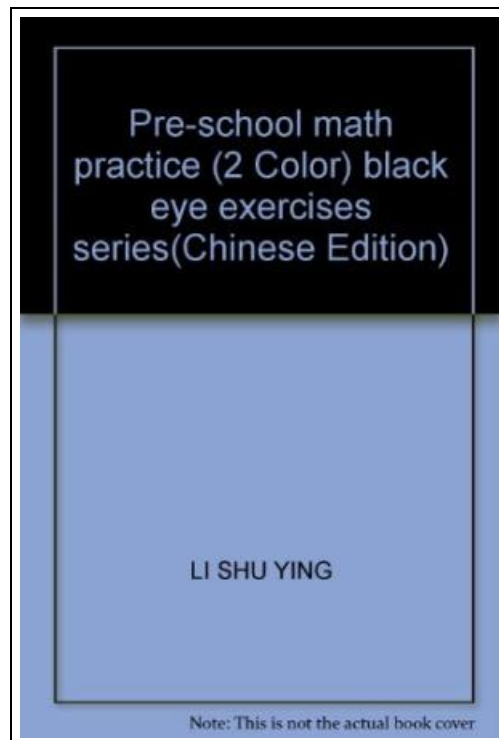 Pre-school math
practice (2 Color) black
eye exercises
series(Chinese Edition)
LI SHU YING
Note: This is not the actual book cover